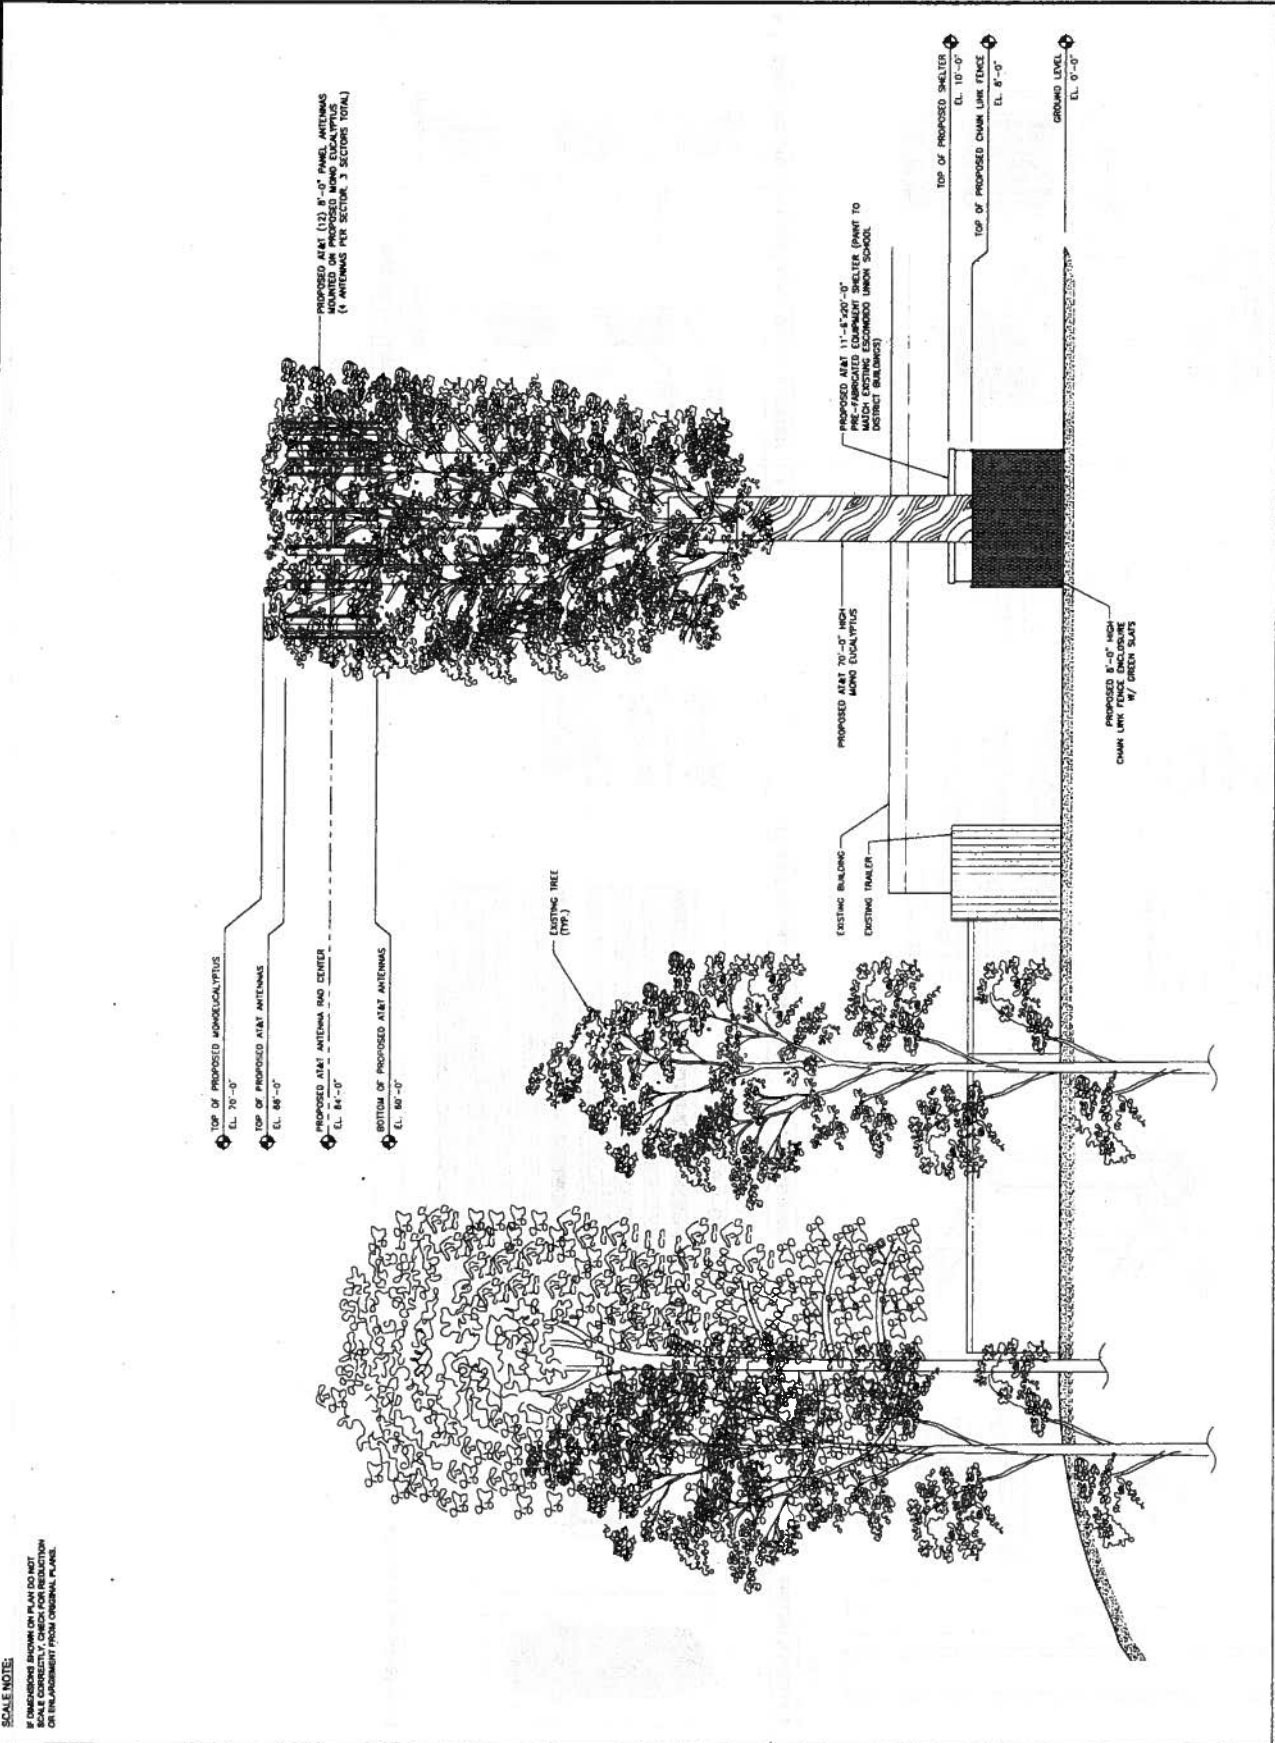 SCALE NOTE:
IF DIMENSIONS SHOWN ON PLAN DO NOT
SCALE CORRECTLY, CHECK FOR REDUCTION
OR ENLARGEMENT FROM ORIGINAL PLANS.
TOP OF PROPOSED MONOEUCALYPTUS
EL. 70'-0"
TOP OF PROPOSED AT&T ANTENNAS
EL. 68'-0"
PROPOSED AT&T ANTENNA RAD CENTER
EL. 64'-0"
BOTTOM OF PROPOSED AT&T ANTENNAS
EL. 60'-0"
PROPOSED AT&T (12) 8'-0" PANEL ANTENNAS
MOUNTED ON PROPOSED MONO EUCALYPTUS
(4 ANTENNAS PER SECTOR, 3 SECTORS TOTAL)
EXISTING TREE
(TYP.)
EXISTING BUILDING
EXISTING TRAILER
PROPOSED AT&T 70'-0" HIGH
MONO EUCALYPTUS
PROPOSED AT&T 11'-6"x20'-0"
PRE-FABRICATED EQUIPMENT SHELTER (PAINT TO
MATCH EXISTING ESCONDIDO UNION SCHOOL
DISTRICT BUILDINGS)
TOP OF PROPOSED SHELTER
EL. 10'-0"
TOP OF PROPOSED CHAIN LINK FENCE
EL. 8'-0"
GROUND LEVEL
EL. 0'-0"
PROPOSED 8'-0" HIGH
CHAIN LINK FENCE ENCLOSURE
W/ GREEN SLATS